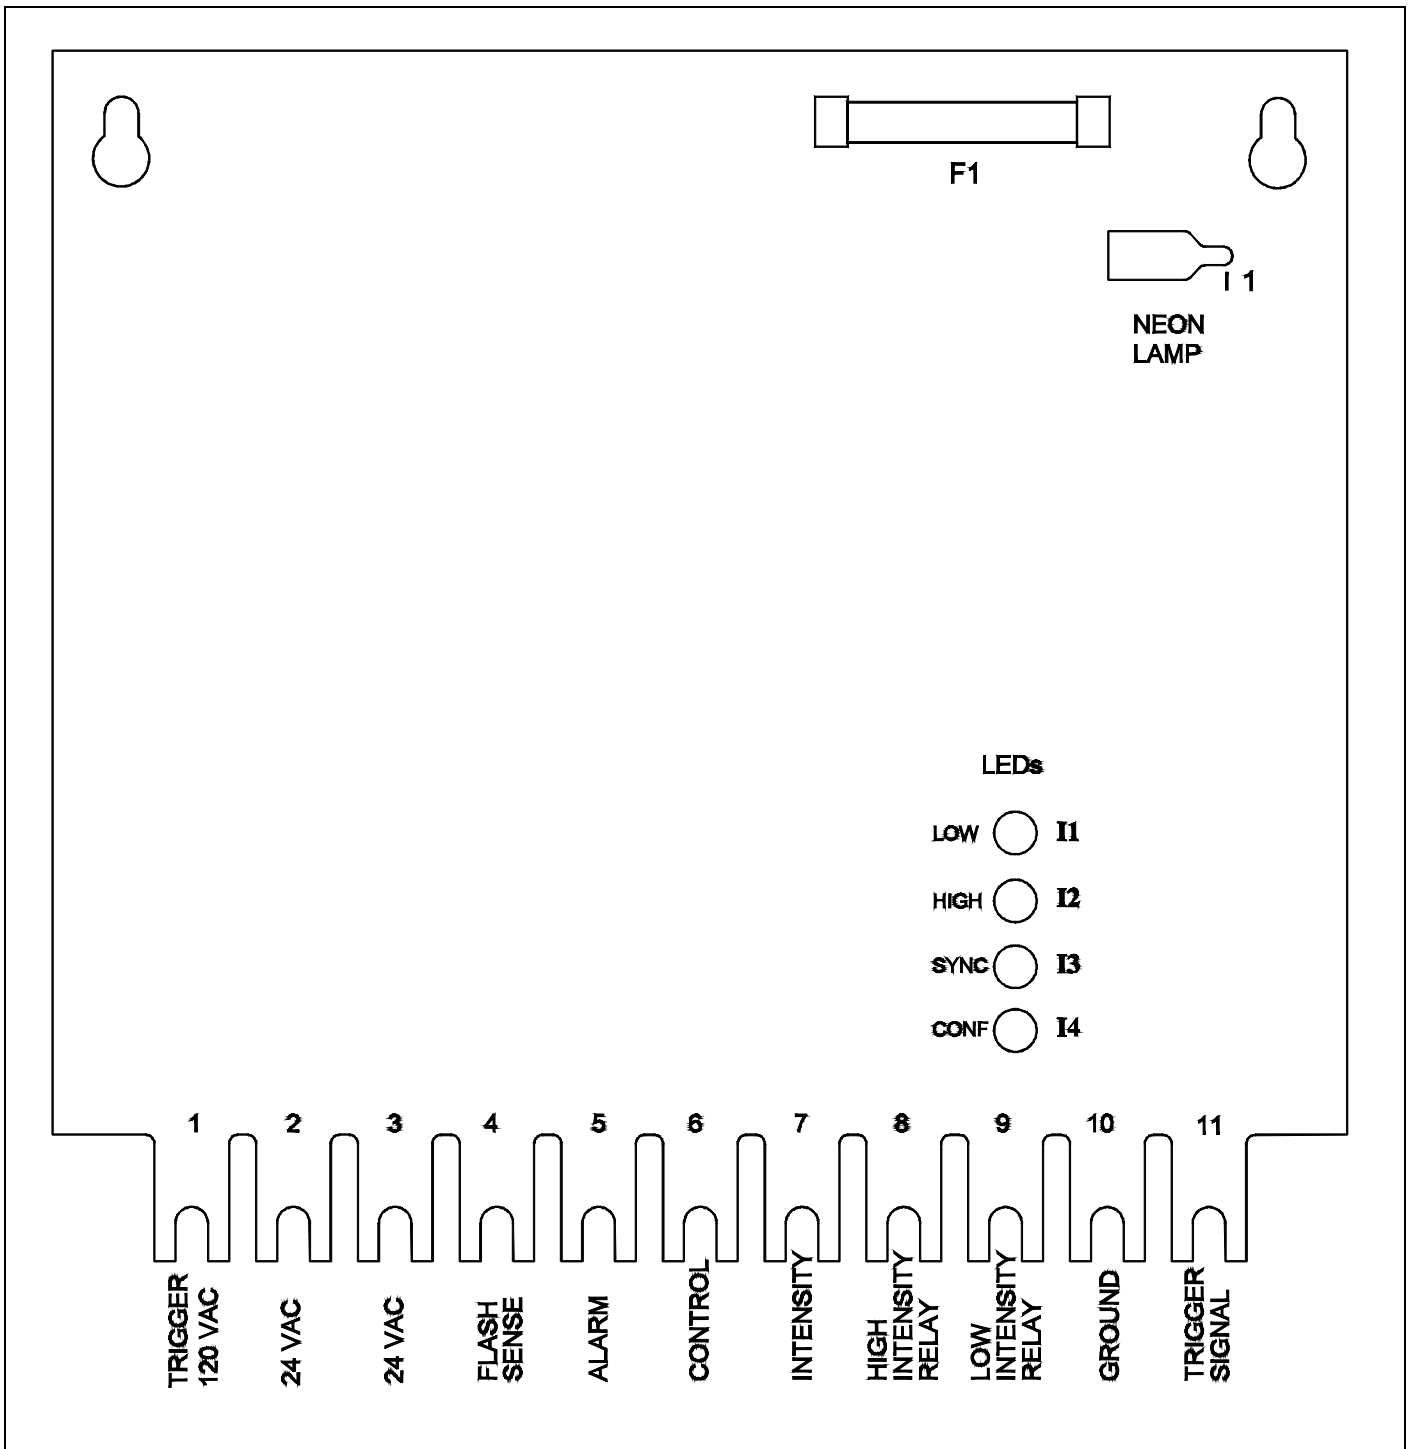 F1
I 1
NEON
LAMP
LEDs
LOW I1
HIGH I2
SYNC I3
CONF I4
1 2 3 4 5 6 7 8 9 10 11
TRIGGER
120 VAC
24 VAC
24 VAC
FLASH
SENSE
ALARM
CONTROL
INTENSITY
HIGH
INTENSITY
RELAY
LOW
INTENSITY
RELAY
GROUND
TRIGGER
SIGNAL